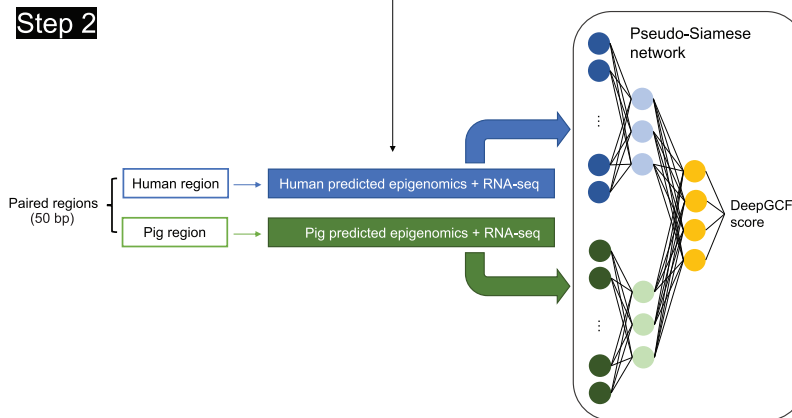 Step 2
Pseudo-Siamese
network
Human region
Human predicted epigenomics + RNA-seq
Paired regions
(50 bp)
Pig region
Pig predicted epigenomics + RNA-seq
DeepGCF
score